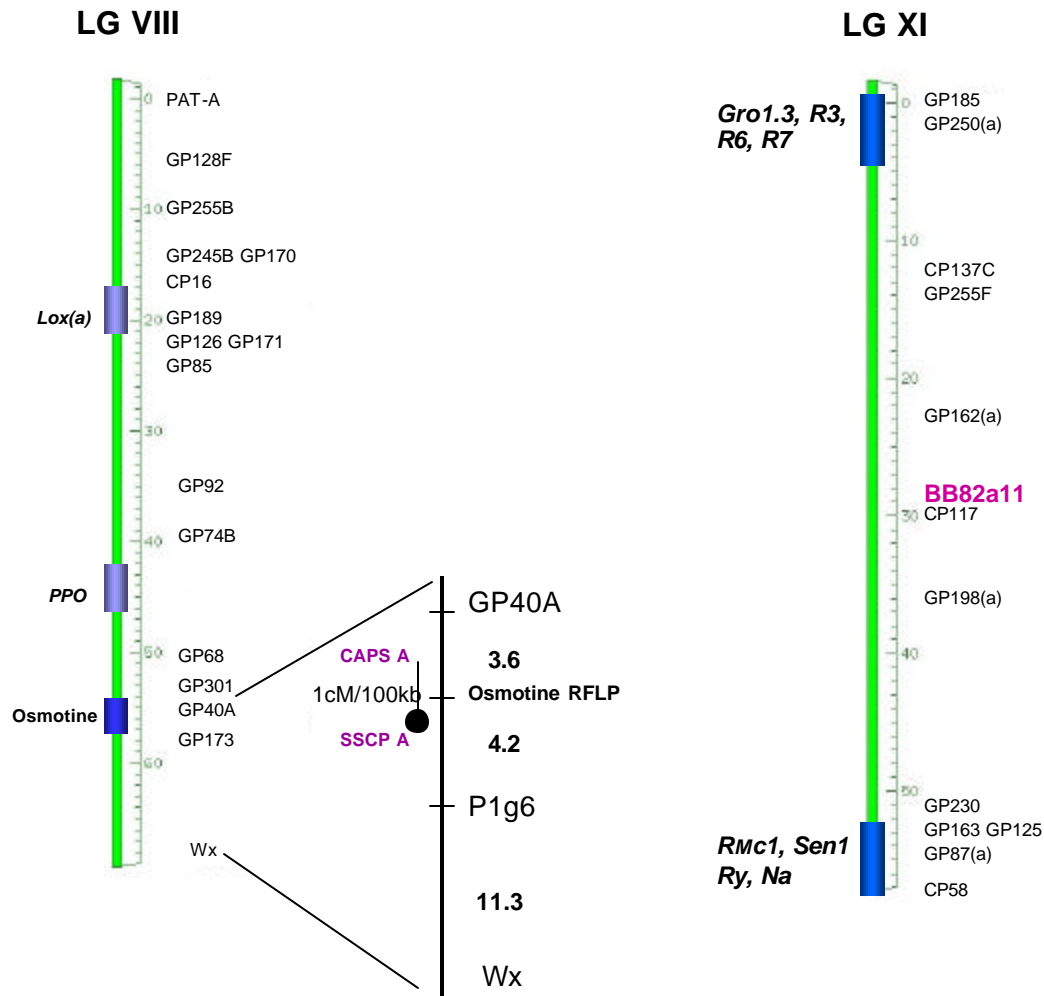 LG VIII
0
PAT-A
GP128F
10
GP255B
GP245B GP170
CP16
Lox(a)
20
GP189
GP126 GP171
GP85
30
GP92
40
GP74B
PPO
50
GP68
GP301
Osmotine
GP40A
GP173
60
Wx
GP40A
CAPS A
3.6
1cM/100kb
Osmotine RFLP
SSCP A
4.2
P1g6
11.3
Wx
LG XI
Gro1.3, R3,
R6, R7
0
GP185
GP250(a)
10
CP137C
GP255F
20
GP162(a)
BB82a11
30
CP117
GP198(a)
40
50
GP230
RMc1, Sen1
Ry, Na
GP163 GP125
GP87(a)
CP58